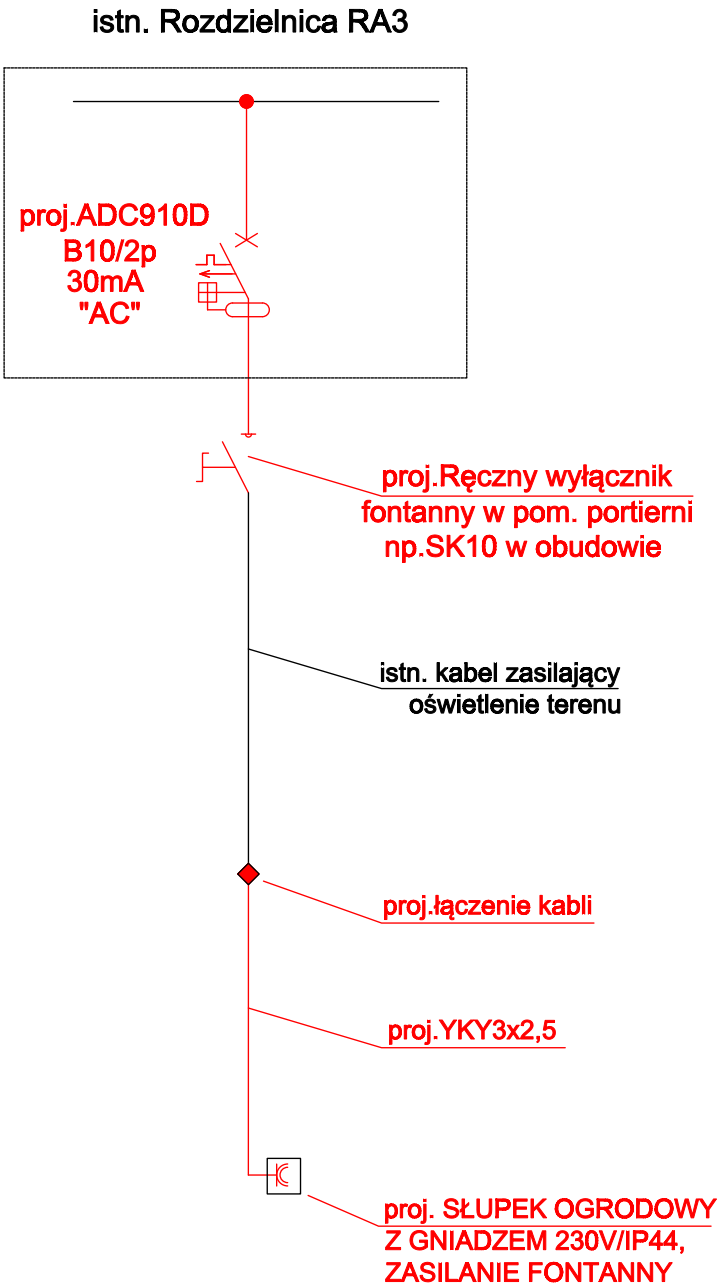 istn. Rozdzielnica RA3
proj.ADC910D
B10/2p
30mA
"AC"
proj.Ręczny wyłącznik
fontanny w pom. portierni
np.SK10 w obudowie
istn. kabel zasilający
oświetlenie terenu
proj.łączenie kabli
proj.YKY3x2,5
proj. SŁUPEK OGRODOWY
Z GNIADZEM 230V/IP44,
ZASILANIE FONTANNY